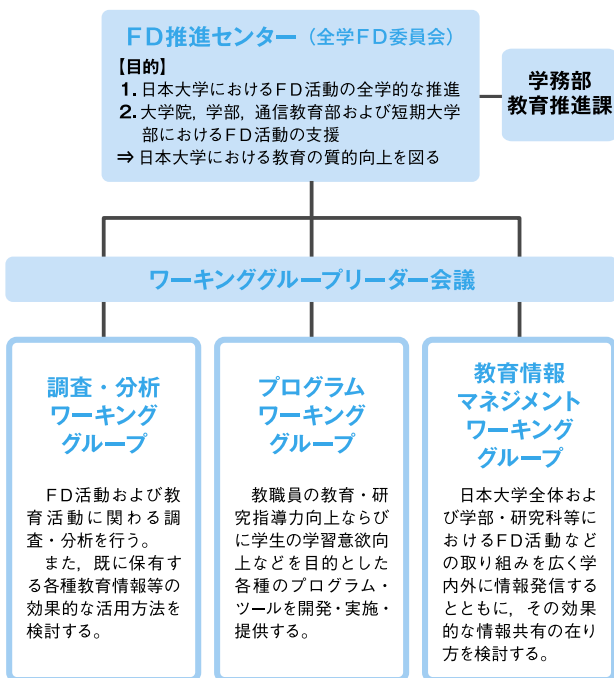 FD推進センター（全学FD委員会）
【目的】
1. 日本大学におけるFD活動の全学的な推進
2. 大学院，学部，通信教育部および短期大学
部におけるFD活動の支援
⇒ 日本大学における教育の質的向上を図る
学務部
教育推進課
ワーキンググループリーダー会議
調査・分析
ワーキング
グループ
FD活動および教
育活動に関わる調
査・分析を行う。
また，既に保有す
る各種教育情報等の
効果的な活用方法を
検討する。
プログラム
ワーキング
グループ
教職員の教育・研
究指導力向上ならび
に学生の学習意欲向
上などを目的とした
各種のプログラム・
ツールを開発・実施・
提供する。
教育情報
マネジメント
ワーキング
グループ
日本大学全体およ
び学部・研究科等に
おけるFD活動など
の取り組みを広く学
内外に情報発信する
とともに，その効果
的な情報共有の在り
方を検討する。